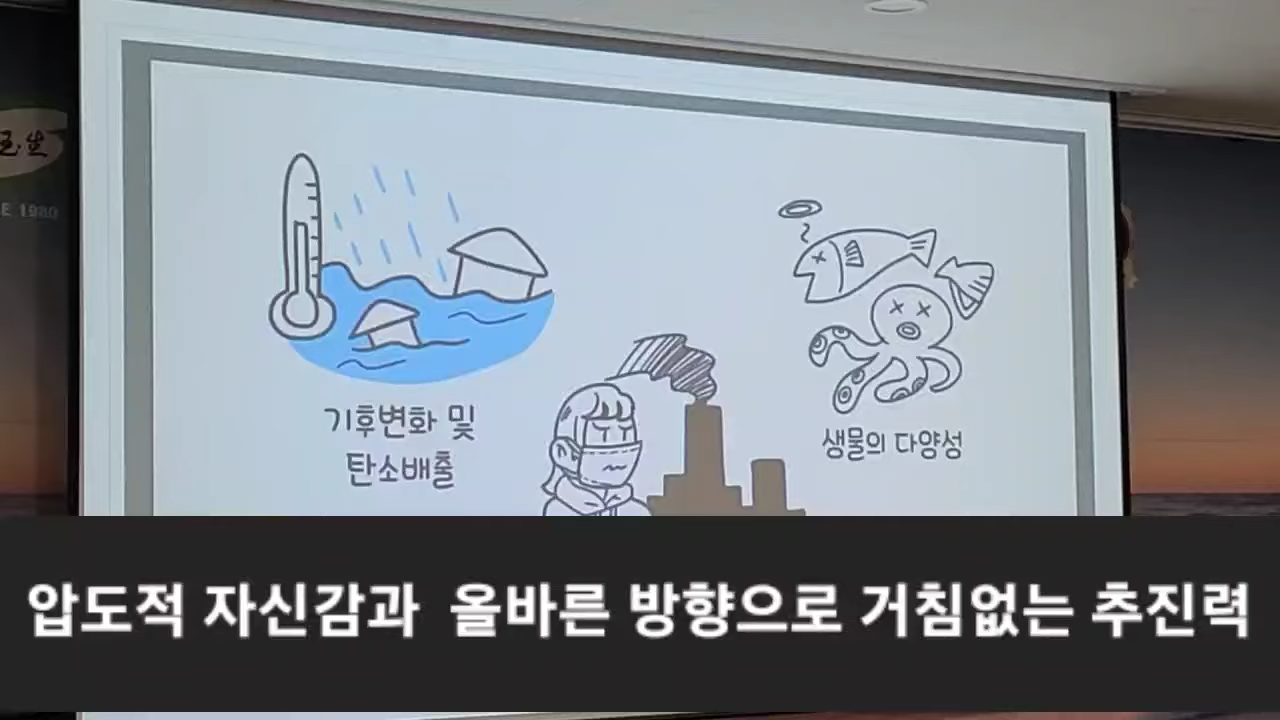 E 1980
기후변화 및
탄소배출
생물의 다양성
압도적 자신감과 올바른 방향으로 거침없는 추진력